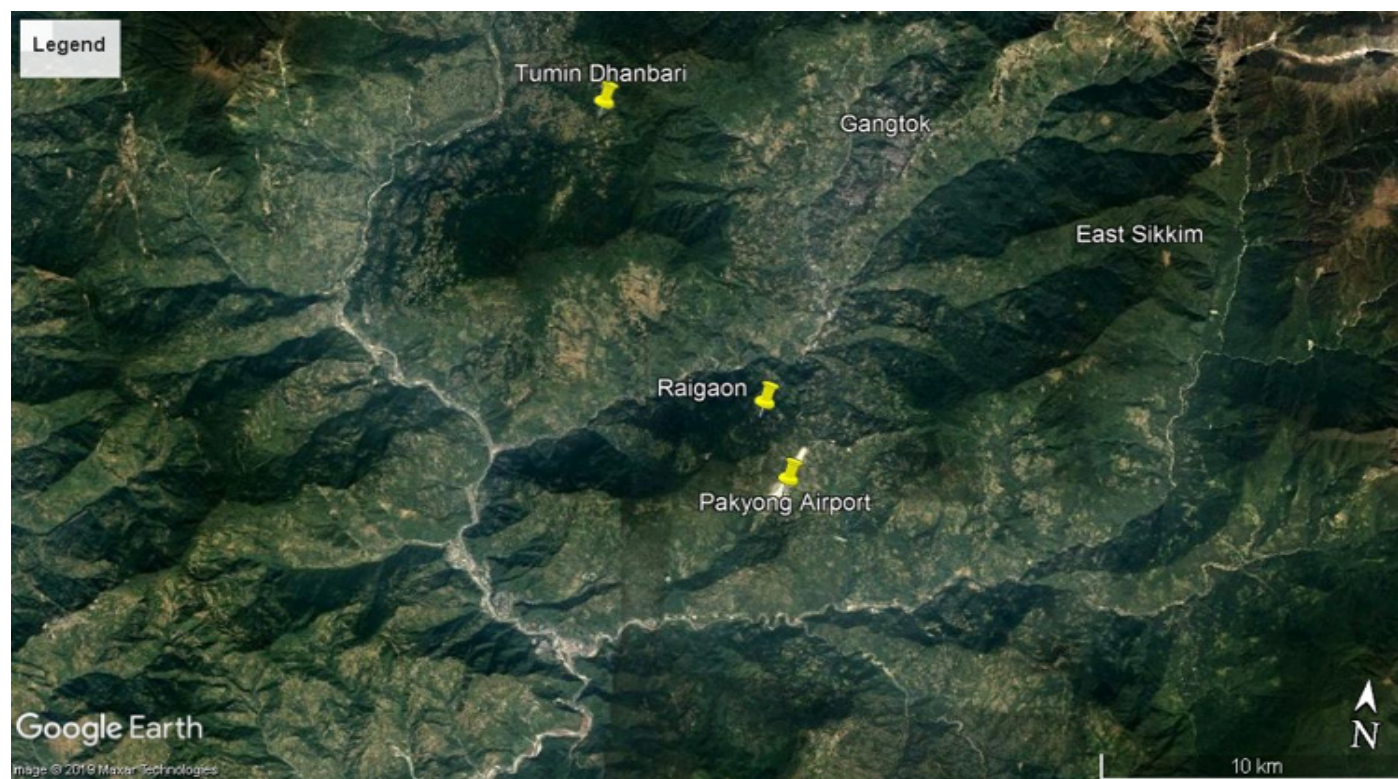 Legend
Tumin Dhanbari
Gangtok
East Sikkim
Raigaon
Pakyong Airport
Google Earth
N
Image © 2019 Maxar Technologies
10 km